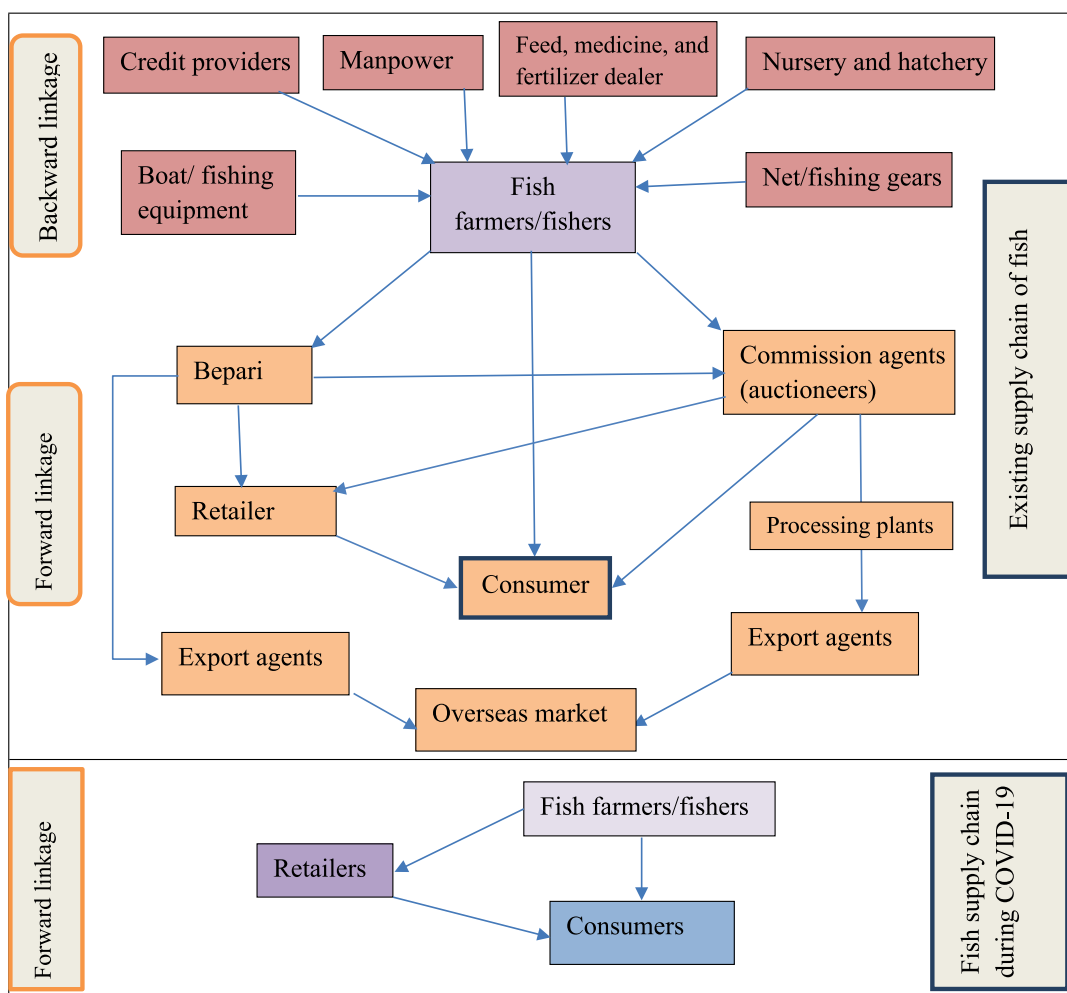 Backward linkage
Credit providers
Manpower
Feed, medicine, and
fertilizer dealer
Nursery and hatchery
Boat/ fishing
equipment
Fish
farmers/fishers
Net/fishing gears
Existing supply chain of fish
Forward linkage
Bepari
Commission agents
(auctioneers)
Retailer
Processing plants
Consumer
Export agents
Export agents
Overseas market
Forward linkage
Fish farmers/fishers
Retailers
Consumers
Fish supply chain
during COVID-19